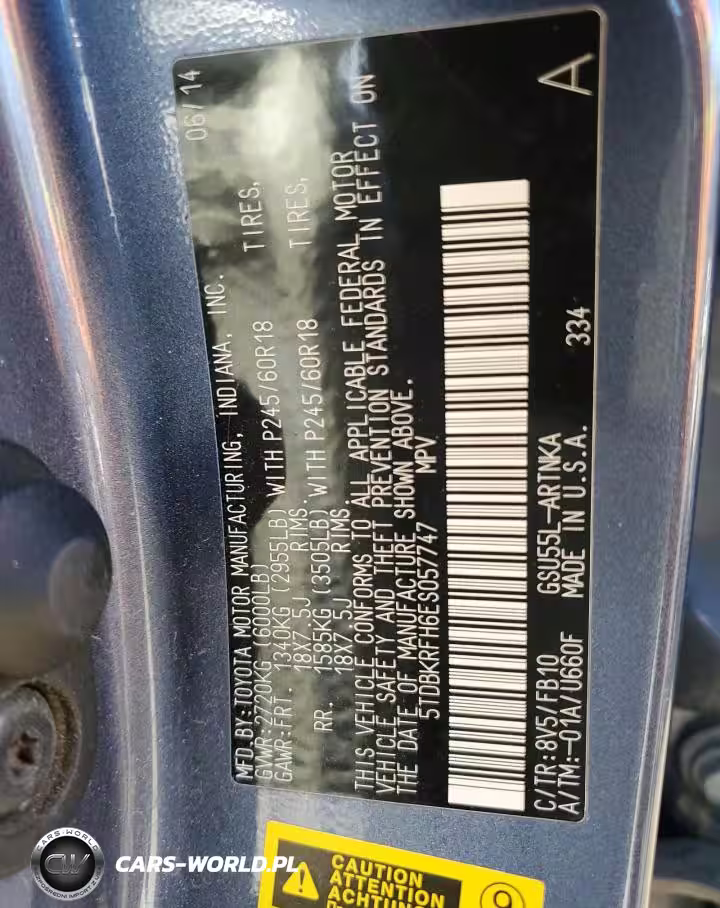 MFD.BY:TOYOTA MOTOR MANUFACTURING, INDIANA, INC. 06/14
GVWR:2720KG (6000LB)
GAWR:FRT. 1340KG (2955LB) WITH P245/60R18 TIRES,
18X7.5J RIMS.
RR. 1585KG (3505LB) WITH P245/60R18 TIRES,
18X7.5J RIMS.
THIS VEHICLE CONFORMS TO ALL APPLICABLE FEDERAL MOTOR
VEHICLE SAFETY AND THEFT PREVENTION STANDARDS IN EFFECT ON
THE DATE OF MANUFACTURE SHOWN ABOVE.
5TDBKRFH6ES057747 MPV
C/TR:8V5/FB10 GSU55L-ARTNKA A
A/TM:-01A/U660F MADE IN U.S.A. 334
CAUTION
ATTENTION
ACHTUNG
CARS-WORLD
CW
CARS-WORLD.PL